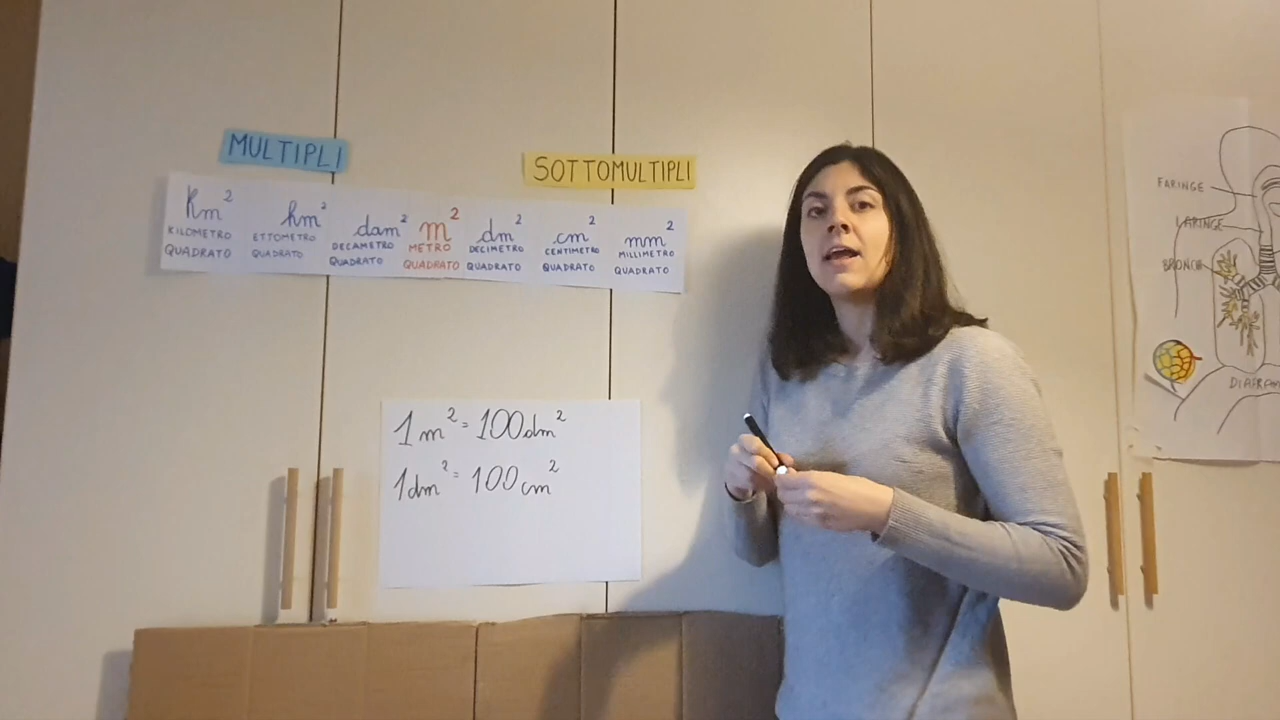 MULTIPLI
SOTTOMULTIPLI
Km² hm² dam² m² dm² cm² mm²
KILOMETRO ETTOMETRO DECAMETRO METRO DECIMETRO CENTIMETRO MILLIMETRO
QUADRATO QUADRATO QUADRATO QUADRATO QUADRATO QUADRATO QUADRATO
1 m² = 100 dm²
1 dm² = 100 cm²
FARINGE
LARINGE
BRONCHI